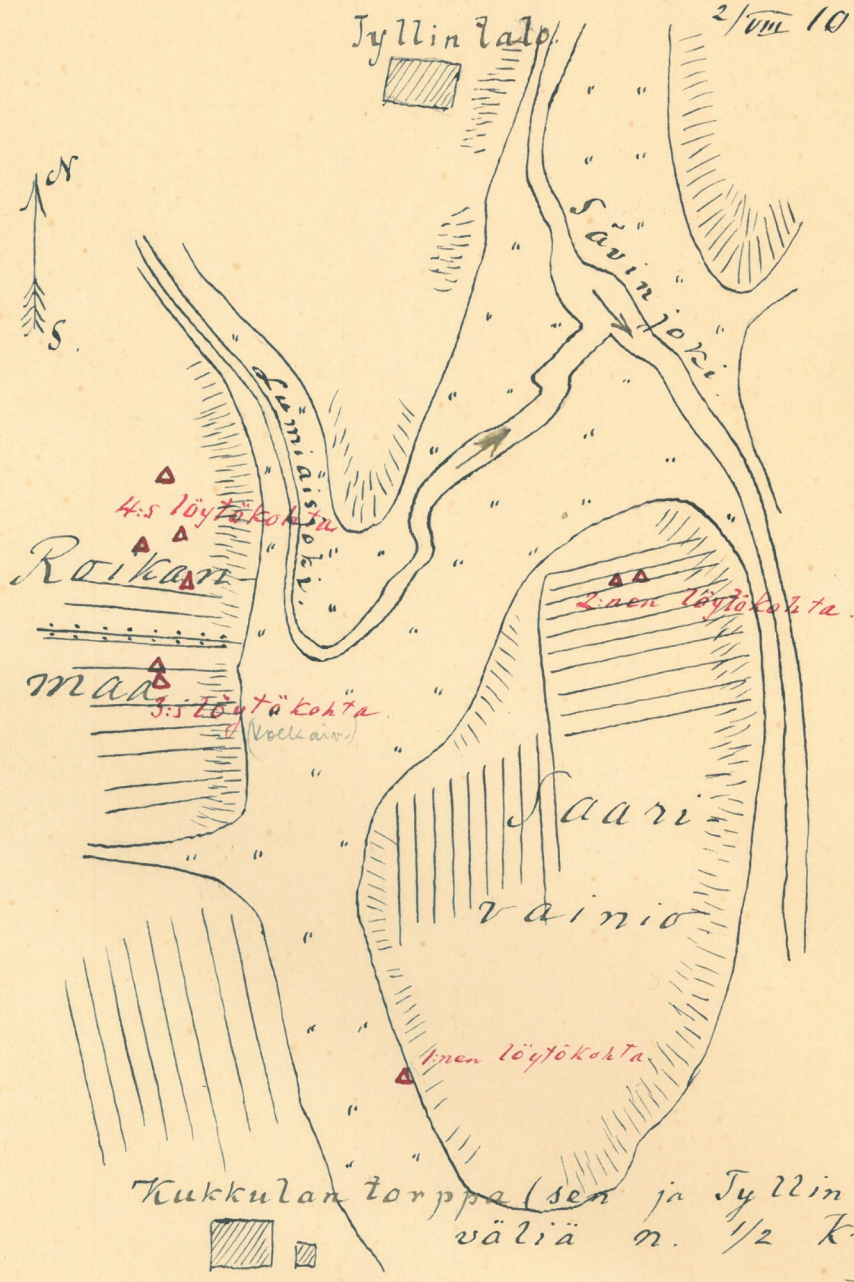 2/VIII 10
Tyllin talo.
N
S.
Sävinjoki.
Lumiaisjoki.
4:s löytökohta
Roikan-
maa
3:s löytökohta
2:nen löytökohta.
Saari-
vainio
1:nen löytökohta.
Kukkulan torppa (sen ja Tyllin
väliä n. 1/2 K